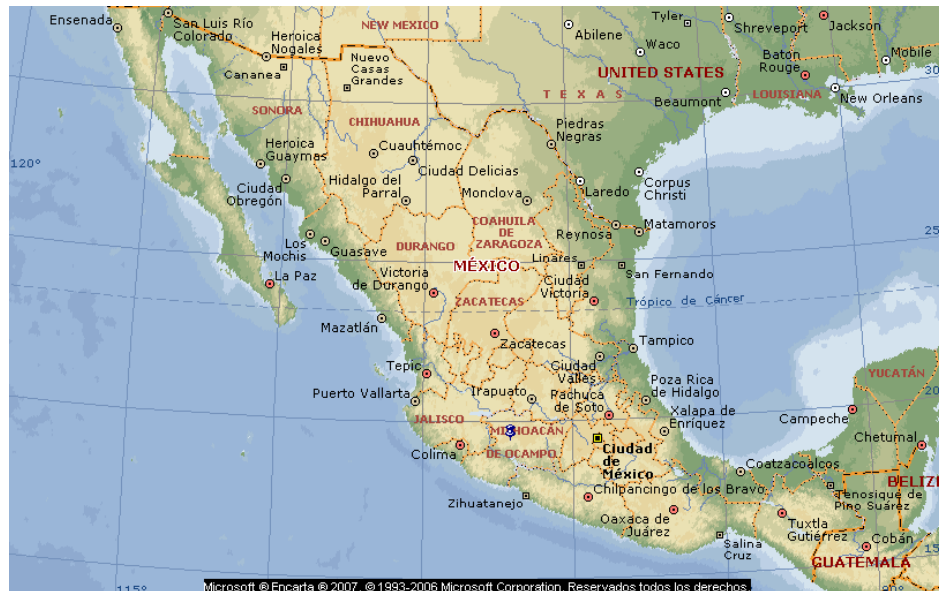 Ensenada
San Luis Río
Colorado
Heroica
Nogales
NEW MEXICO
Abilene
Tyler
Shreveport
Jackson
Waco
Mobile
Cananea
Nuevo
Casas
Grandes
UNITED STATES
Baton
Rouge
30
T E X A S
Beaumont
LOUISIANA
New Orleans
SONORA
CHIHUAHUA
Piedras
Negras
120°
Heroica
Guaymas
Cuauhtémoc
Ciudad Delicias
Ciudad
Obregón
Hidalgo del
Parral
Monclova
Laredo
Corpus
Christi
COAHUILA
DE
ZARAGOZA
Reynosa
Matamoros
25
Los
Mochis
Guasave
DURANGO
MÉXICO
Linares
San Fernando
La Paz
Victoria
de Durango
Ciudad
Victoria
ZACATECAS
Trópico de Cáncer
Mazatlán
Zacatecas
Tampico
Tepic
Ciudad
Valles
YUCATÁN
Puerto Vallarta
Irapuato
Pachuca
de Soto
Poza Rica
de Hidalgo
20
JALISCO
MICHOACÁN
DE OCAMPO
Xalapa de
Enríquez
Campeche
Chetumal
Colima
Ciudad
de
México
Coatzacoalcos
BELIZ
Zihuatanejo
Chilpancingo de los Bravo
Tenosique de
Pino Suárez
Oaxaca de
Juárez
Tuxtla
Gutiérrez
Salina
Cruz
Cobán
15
GUATEMALA
115°
90°
Microsoft ® Encarta ® 2007. © 1993-2006 Microsoft Corporation. Reservados todos los derechos.